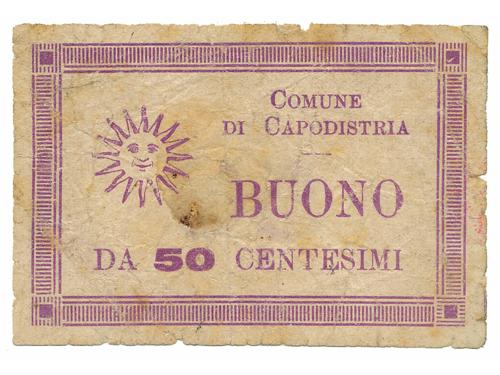 COMUNE
DI CAPODISTRIA
BUONO
DA 50 CENTESIMI